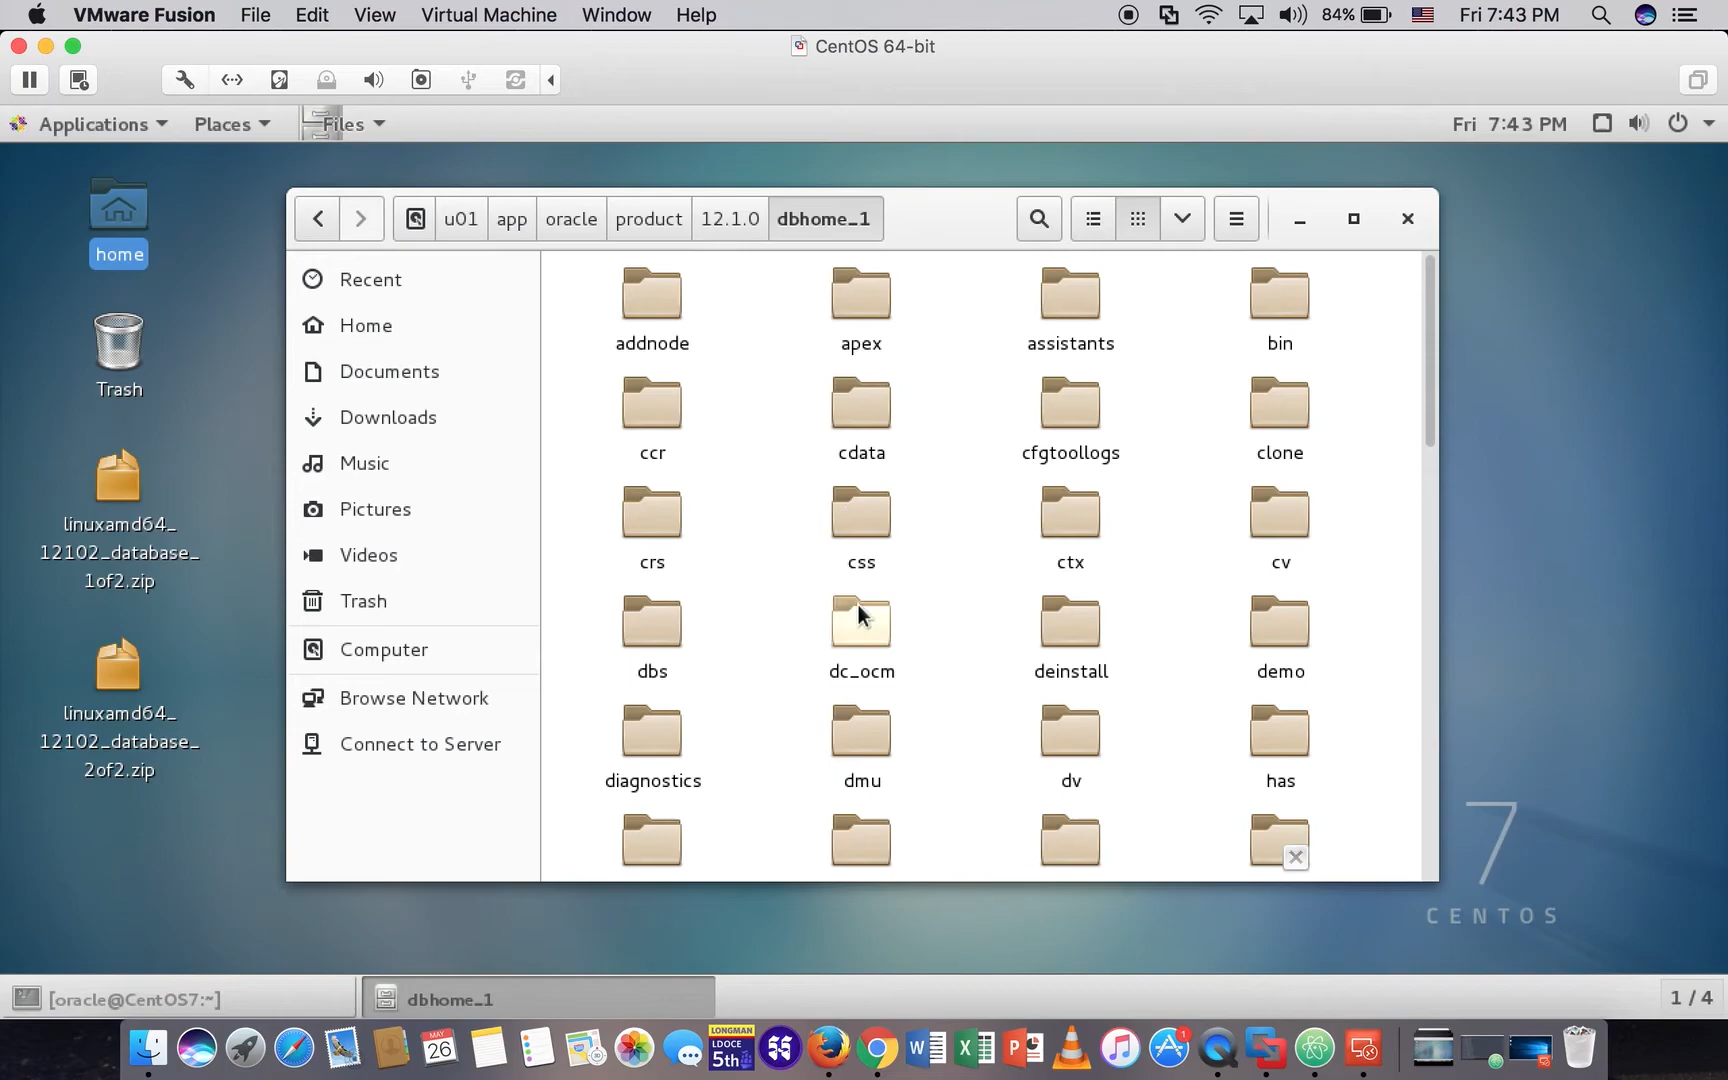 VMware Fusion File Edit View Virtual Machine Window Help 84% Fri 7:43 PM
CentOS 64-bit
Applications Places Files Fri 7:43 PM
u01 app oracle product 12.1.0 dbhome_1
home
Trash
linuxamd64_
12102_database_
1of2.zip
linuxamd64_
12102_database_
2of2.zip
Recent
Home
Documents
Downloads
Music
Pictures
Videos
Trash
Computer
Browse Network
Connect to Server
addnode apex assistants bin
ccr cdata cfgtoollogs clone
crs css ctx cv
dbs dc_ocm deinstall demo
diagnostics dmu dv has
7
CENTOS
[oracle@CentOS7:~] dbhome_1 1 / 4
MAY
26
LONGMAN
LDOCE
5th
W X P
1